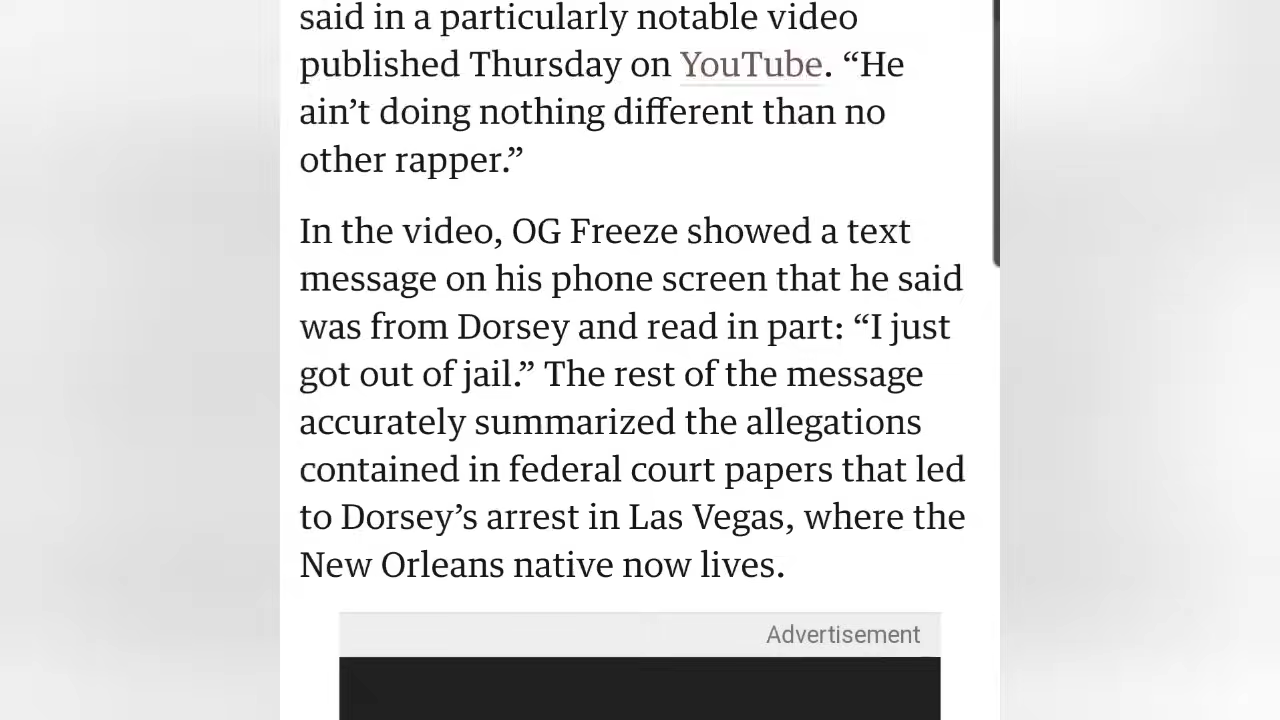 said in a particularly notable video
published Thursday on YouTube. “He
ain’t doing nothing different than no
other rapper.”
In the video, OG Freeze showed a text
message on his phone screen that he said
was from Dorsey and read in part: “I just
got out of jail.” The rest of the message
accurately summarized the allegations
contained in federal court papers that led
to Dorsey’s arrest in Las Vegas, where the
New Orleans native now lives.
Advertisement